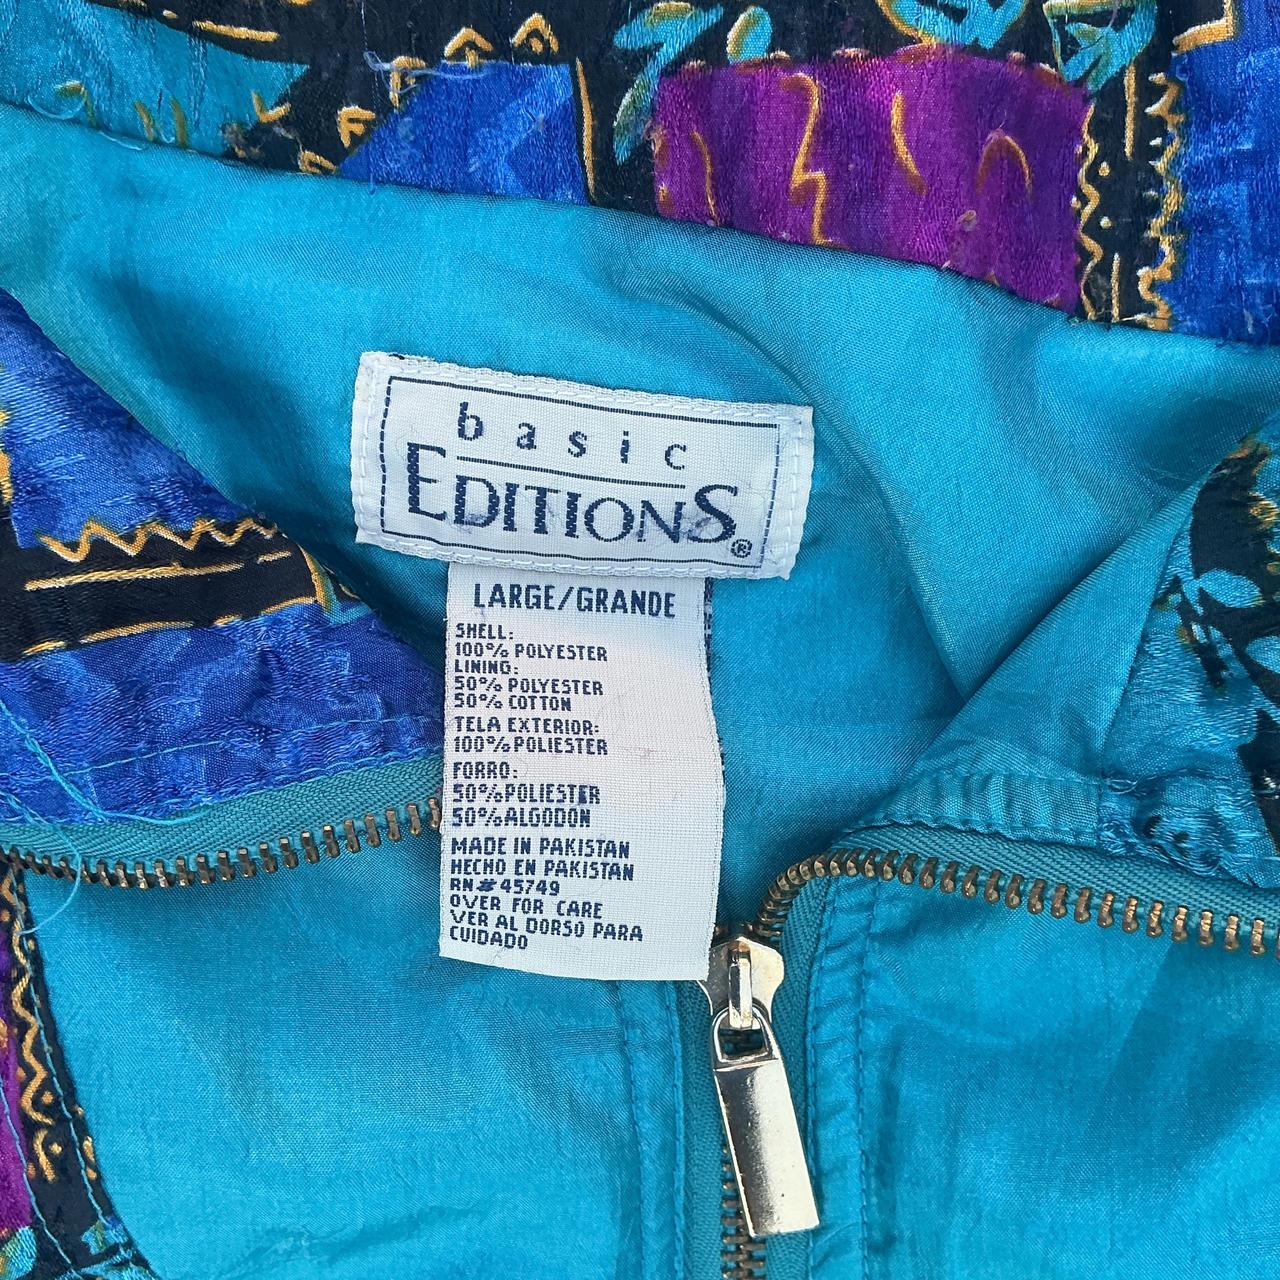 basic
EDITIONS®
LARGE/GRANDE
SHELL:
100% POLYESTER
LINING:
50% POLYESTER
50% COTTON
TELA EXTERIOR:
100% POLIESTER
FORRO:
50% POLIESTER
50% ALGODON
MADE IN PAKISTAN
HECHO EN PAKISTAN
RN# 45749
OVER FOR CARE
VER AL DORSO PARA
CUIDADO